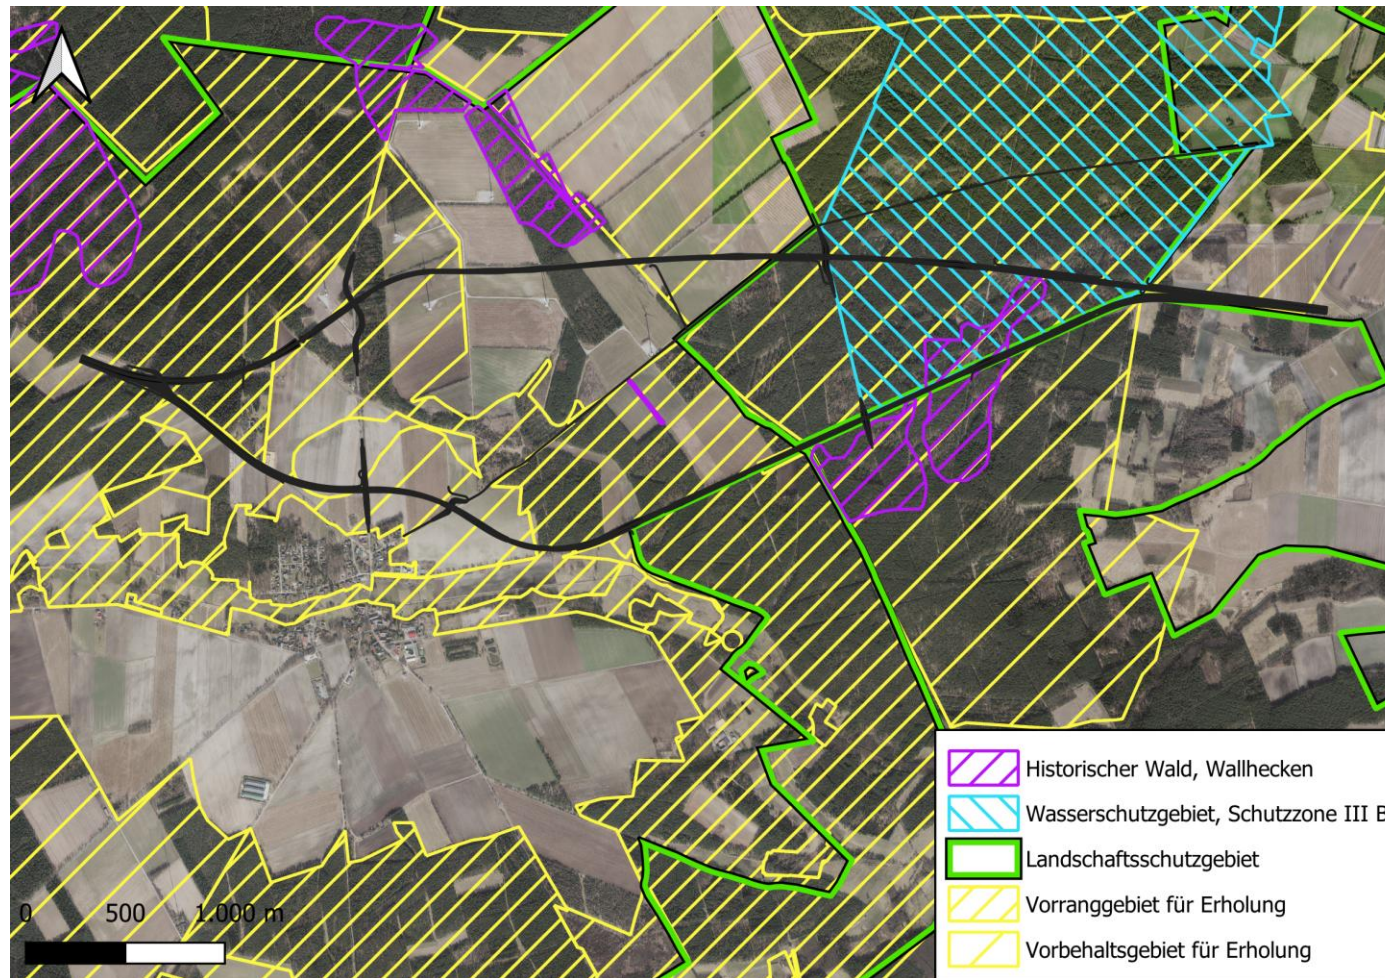 Historischer Wald, Wallhecken
Wasserschutzgebiet, Schutzzone III B
Landschaftsschutzgebiet
Vorranggebiet für Erholung
Vorbehaltsgebiet für Erholung
0 500 1.000 m